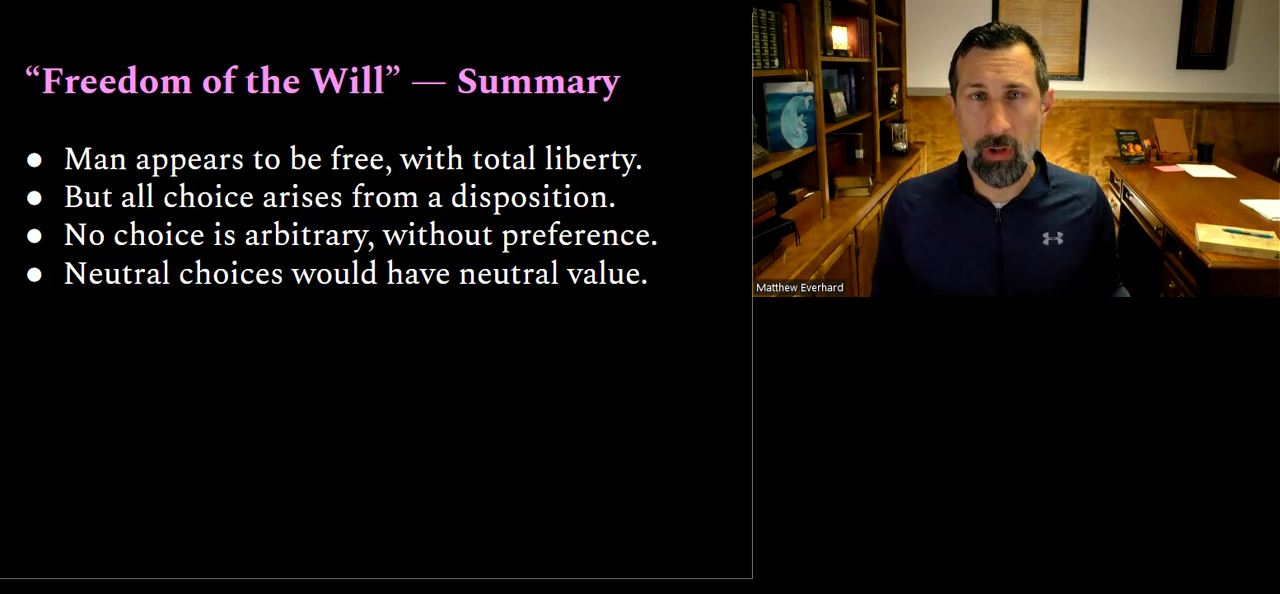 “Freedom of the Will” — Summary
● Man appears to be free, with total liberty.
● But all choice arises from a disposition.
● No choice is arbitrary, without preference.
● Neutral choices would have neutral value.
Matthew Everhard